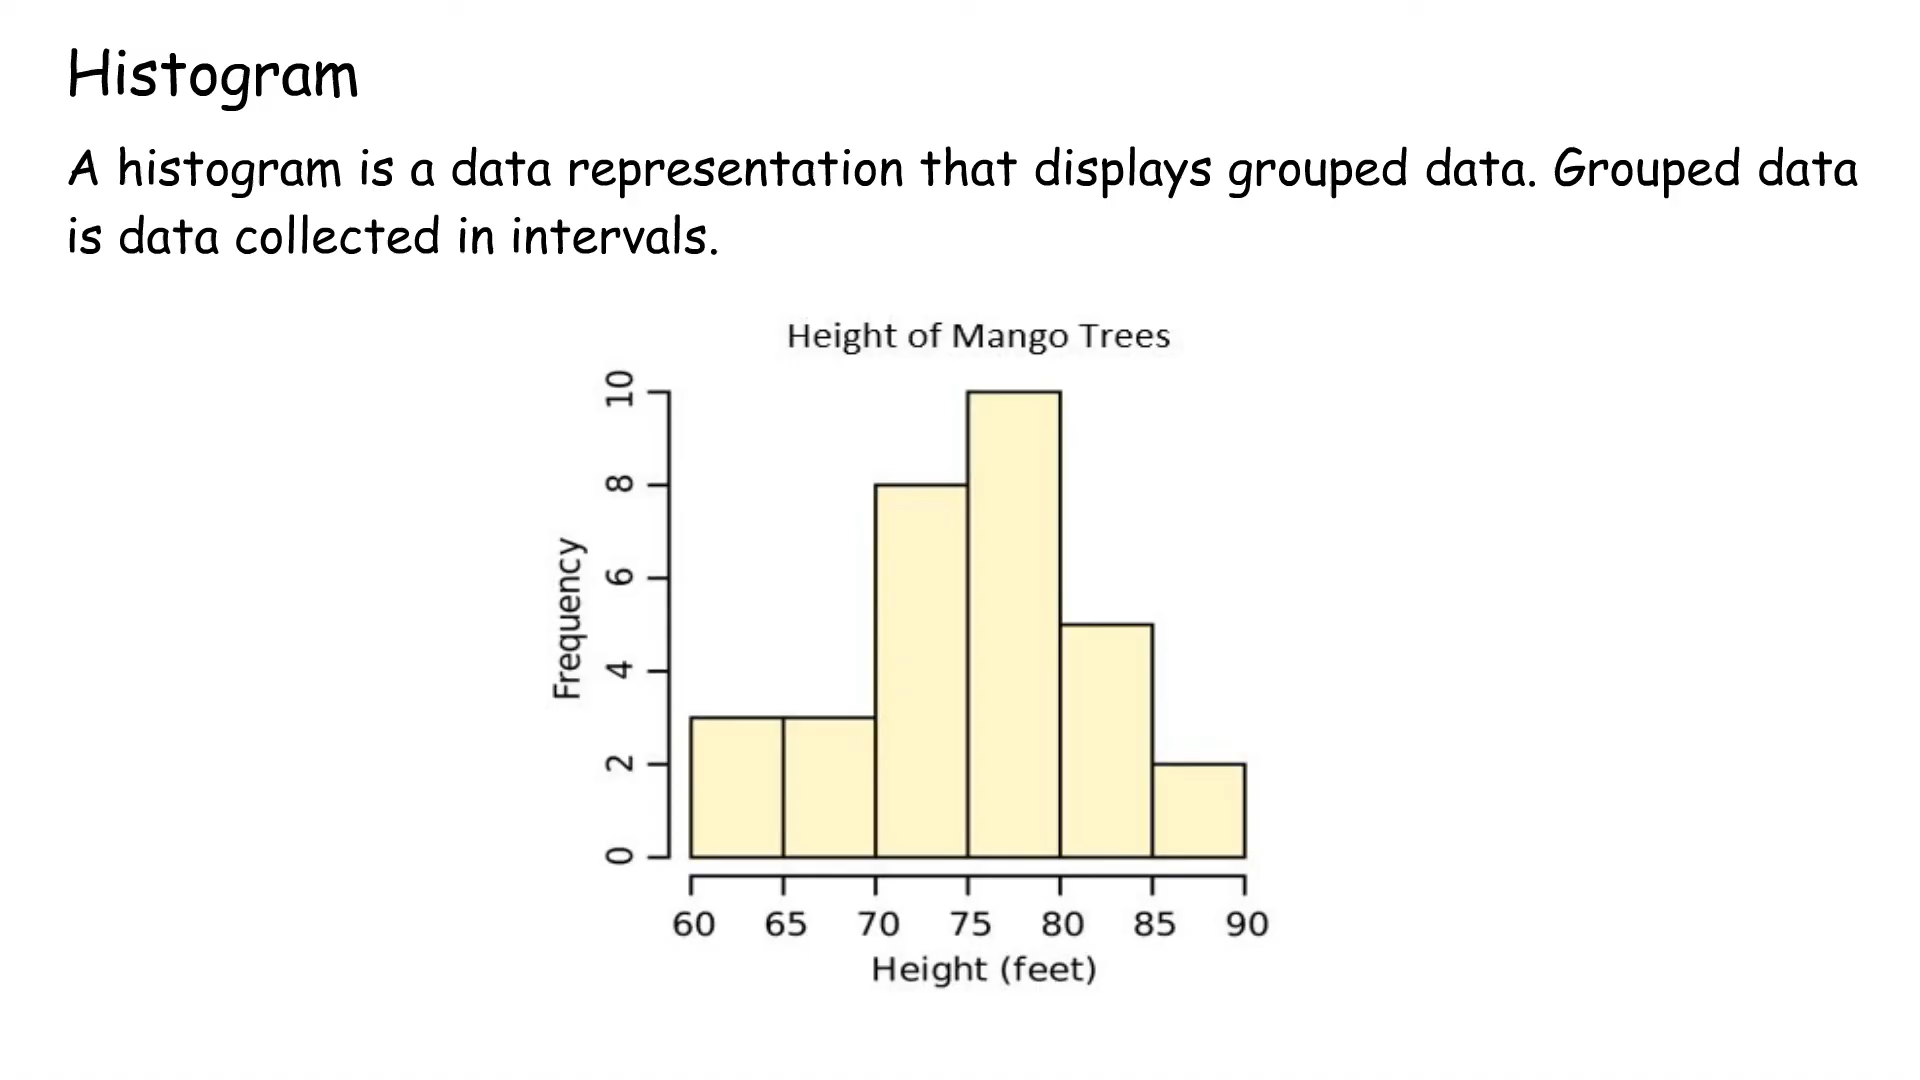 Histogram
A histogram is a data representation that displays grouped data. Grouped data
is data collected in intervals.
Height of Mango Trees
Frequency
10
8
6
4
2
0
60 65 70 75 80 85 90
Height (feet)